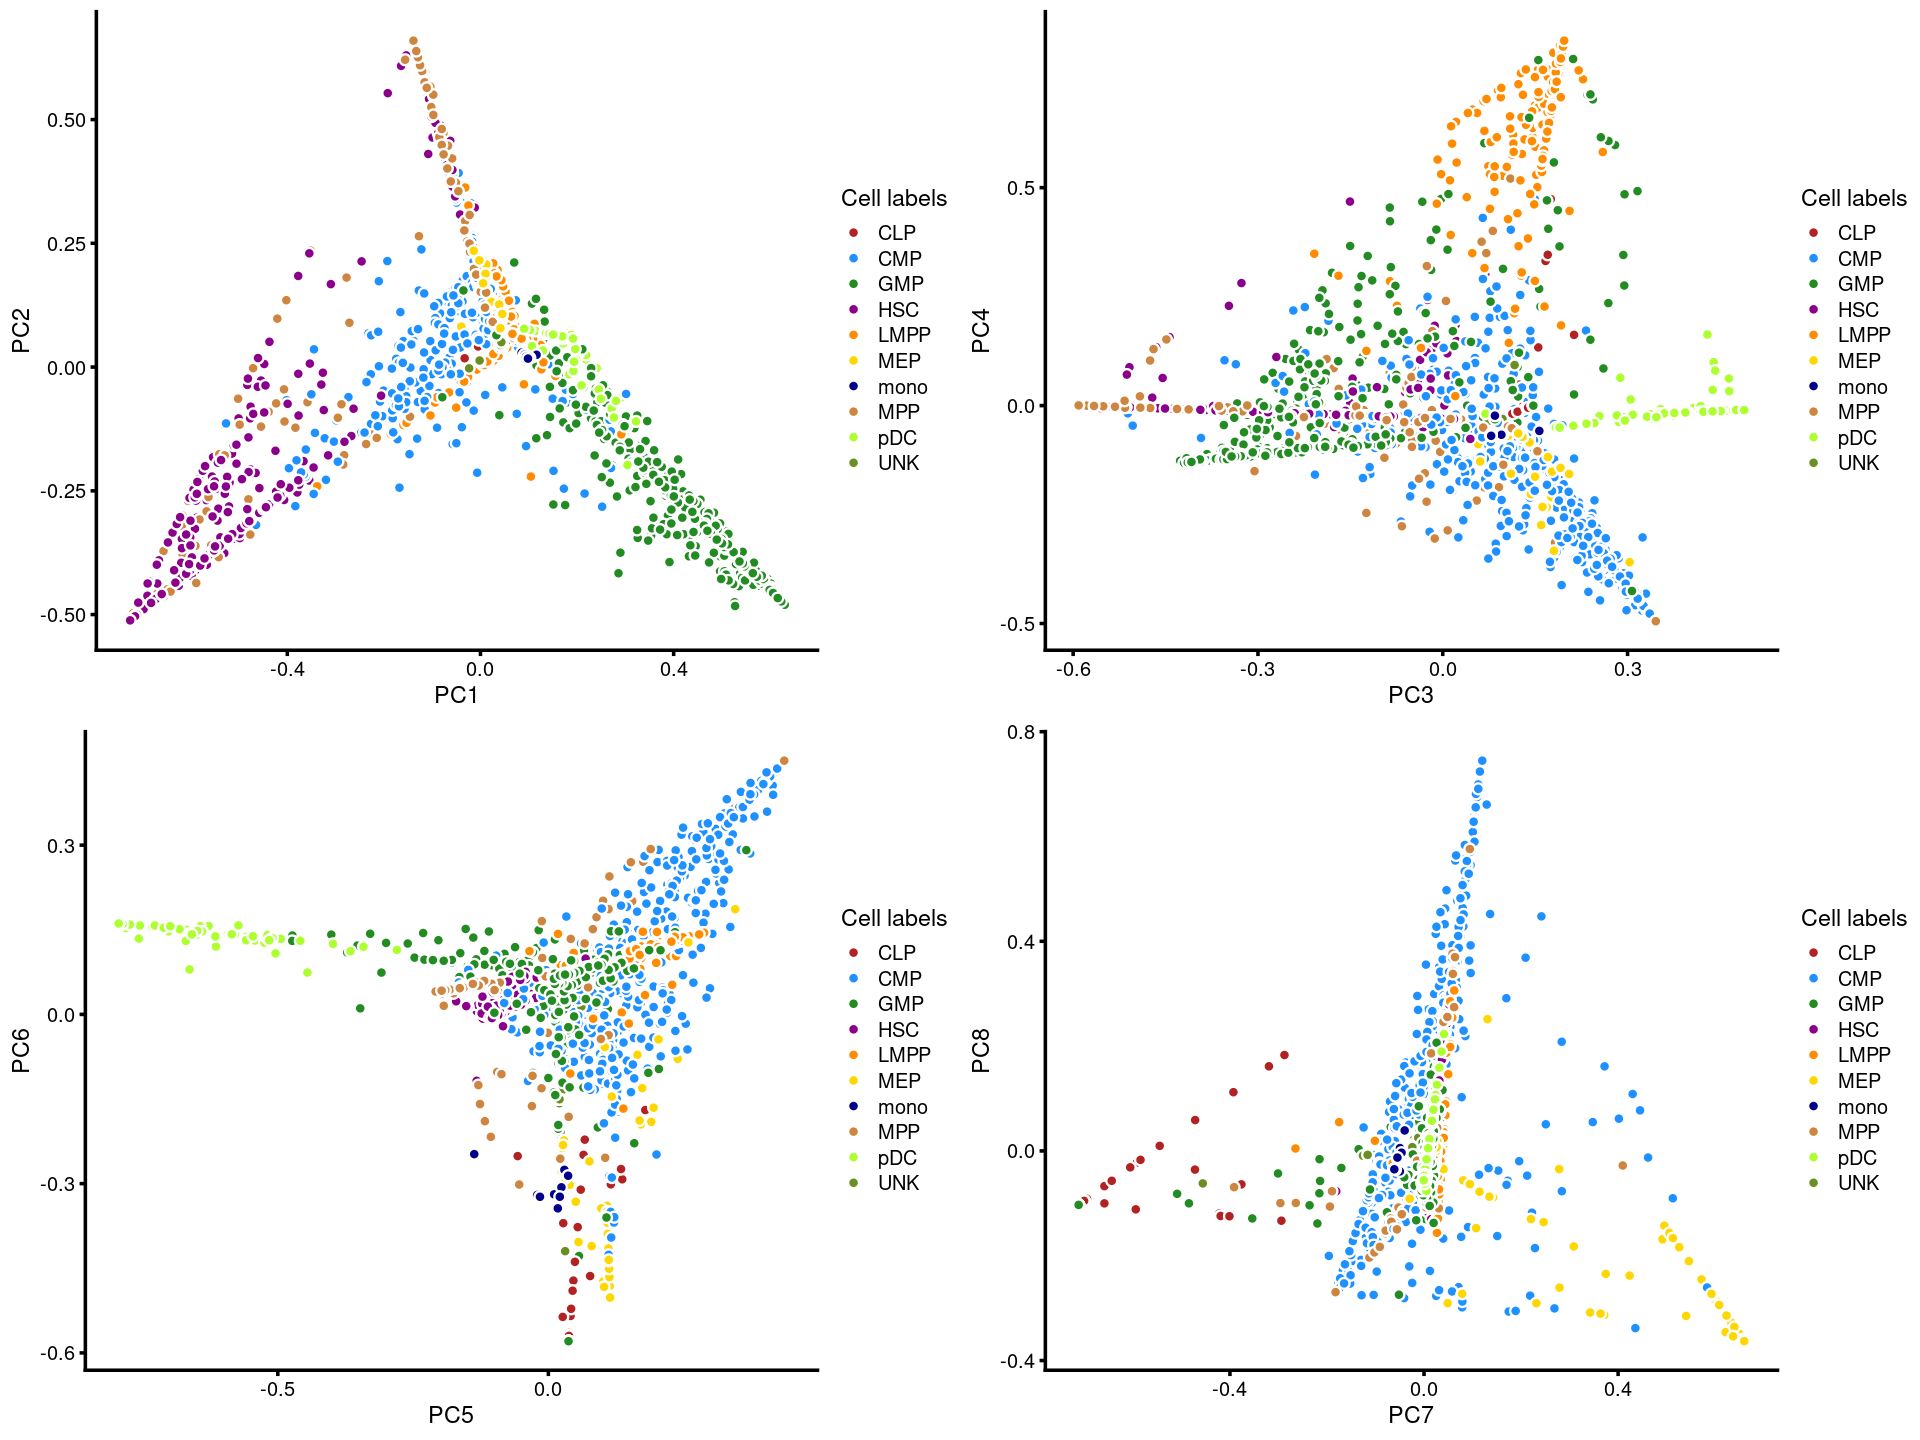 0.50
0.25
0.00
-0.25
-0.50
PC2
-0.4
0.0
0.4
PC1
Cell labels
CLP
CMP
GMP
HSC
LMPP
MEP
mono
MPP
pDC
UNK
0.5
0.0
-0.5
PC4
-0.6
-0.3
0.0
0.3
PC3
Cell labels
CLP
CMP
GMP
HSC
LMPP
MEP
mono
MPP
pDC
UNK
0.3
0.0
-0.3
-0.6
PC6
-0.5
0.0
PC5
Cell labels
CLP
CMP
GMP
HSC
LMPP
MEP
mono
MPP
pDC
UNK
0.8
0.4
0.0
-0.4
PC8
-0.4
0.0
0.4
PC7
Cell labels
CLP
CMP
GMP
HSC
LMPP
MEP
mono
MPP
pDC
UNK